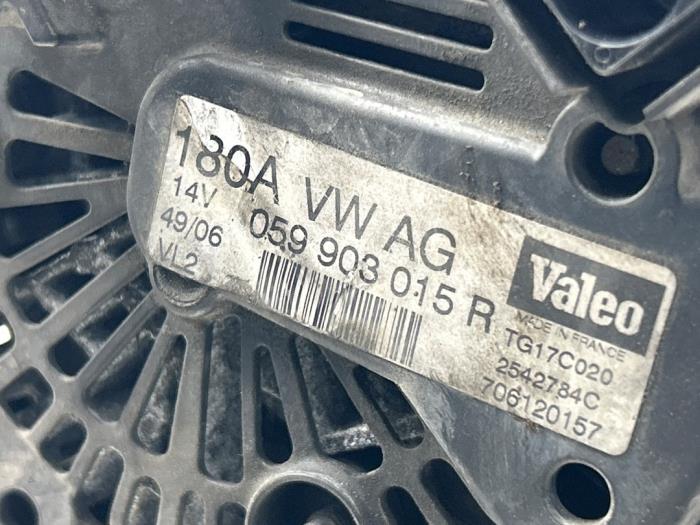 180A VW AG
14V 059 903 015 R
49/06
VL2
Valeo
MADE IN FRANCE
TG17C020
2542784C
706120157